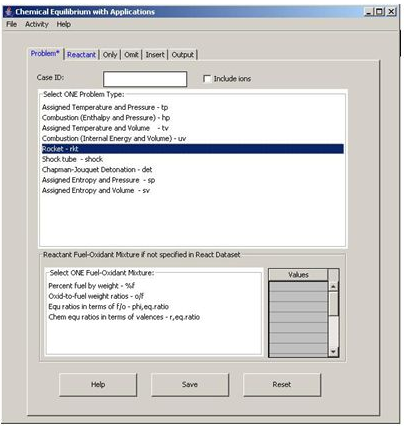 Chemical Equilibrium with Applications
File Activity Help
Problem* Reactant Only Omit Insert Output
Case ID: Include ions
Select ONE Problem Type:
Assigned Temperature and Pressure - tp
Combustion (Enthalpy and Pressure) - hp
Assigned Temperature and Volume - tv
Combustion (Internal Energy and Volume) - uv
Rocket - rkt
Shock tube - shock
Chapman-Jouquet Detonation - det
Assigned Entropy and Pressure - sp
Assigned Entropy and Volume - sv
Reactant Fuel-Oxidant Mixture if not specified in React Dataset
Select ONE Fuel-Oxidant Mixture:
Values
Percent fuel by weight - %f
Oxid-to-fuel weight ratios - o/f
Equ ratios in terms of f/o - phi,eq.ratio
Chem equ ratios in terms of valences - r,eq.ratio
Help Save Reset